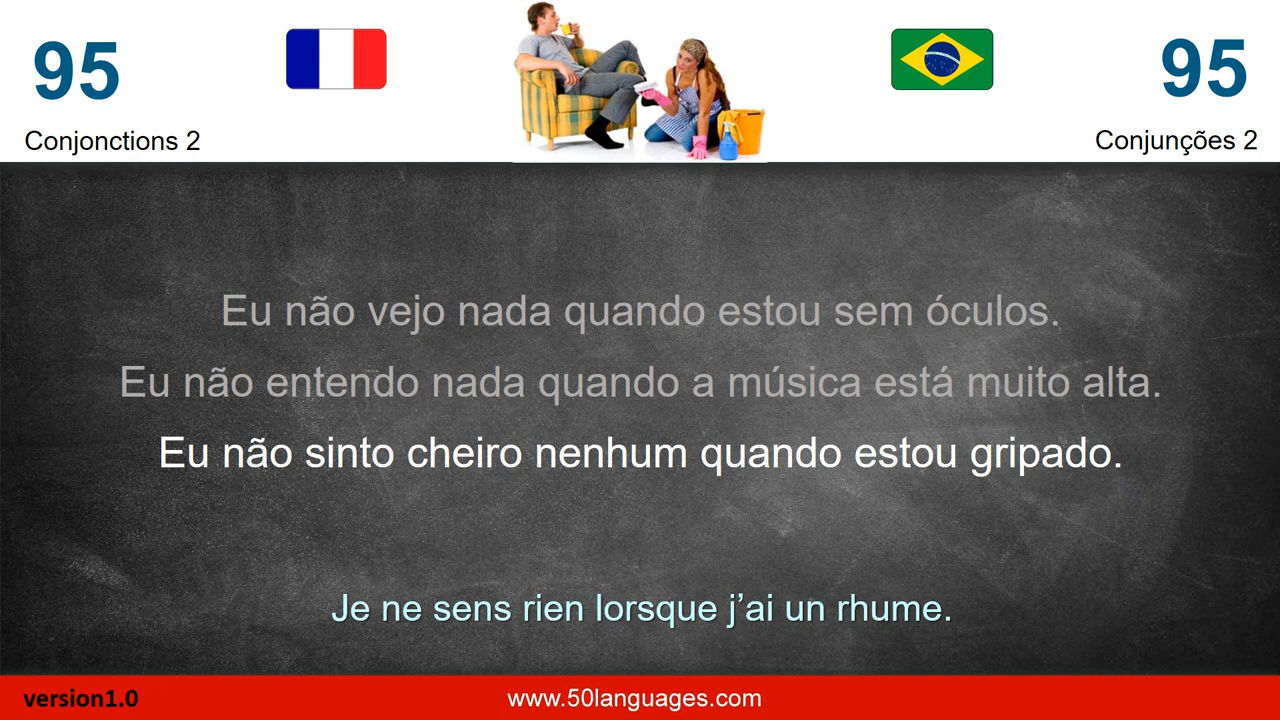 95
95
Conjonctions 2
Conjunções 2
Eu não vejo nada quando estou sem óculos.
Eu não entendo nada quando a música está muito alta.
Eu não sinto cheiro nenhum quando estou gripado.
Je ne sens rien lorsque j’ai un rhume.
version1.0
www.50languages.com